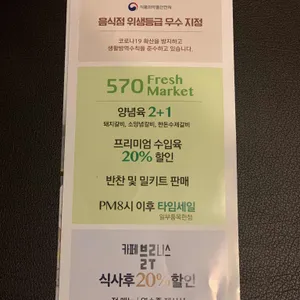 식품의약품안전처
음식점 위생등급 우수 지정
코로나19 확산을 방지하고
생활방역수칙을 준수하고 있습니다.
570 Fresh
Market
양념육 2+1
돼지갈비, 소양념갈비, 한돈수제갈비
프리미엄 수입육
20% 할인
반찬 및 밀키트 판매
PM8시 이후 타임세일
일부품목한정
카페 블리스
식사후 20% 할인